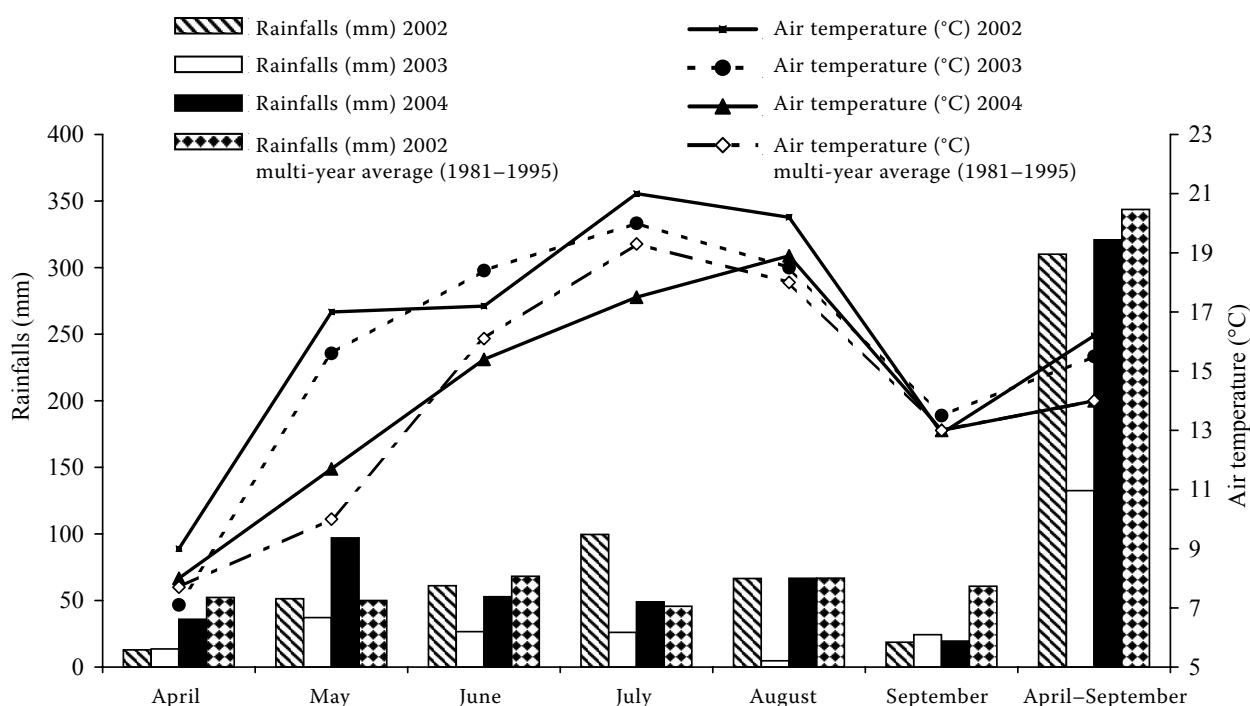 Rainfalls (mm) 2002
Rainfalls (mm) 2003
Rainfalls (mm) 2004
Rainfalls (mm) 2002
multi-year average (1981–1995)
Air temperature (°C) 2002
Air temperature (°C) 2003
Air temperature (°C) 2004
Air temperature (°C)
multi-year average (1981–1995)
Rainfalls (mm)
400
350
300
250
200
150
100
50
0
23
21
19
17
15
13
11
9
7
5
Air temperature (°C)
April
May
June
July
August
September
April–September